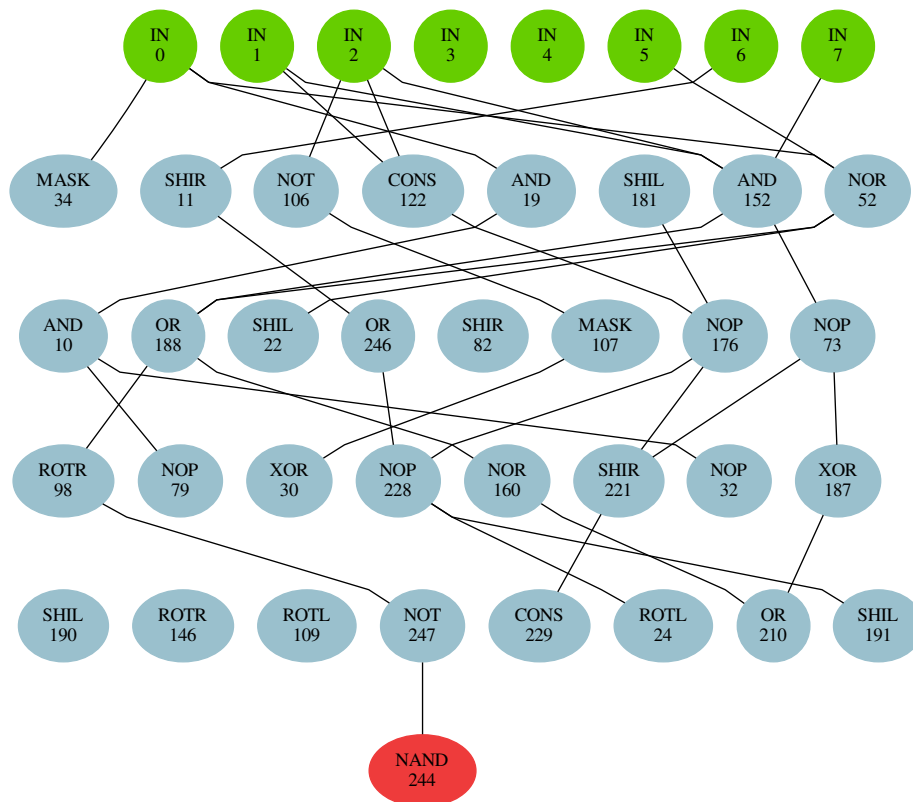 IN
0
IN
1
IN
2
IN
3
IN
4
IN
5
IN
6
IN
7
MASK
34
SHIR
11
NOT
106
CONS
122
AND
19
SHIL
181
AND
152
NOR
52
AND
10
OR
188
SHIL
22
OR
246
SHIR
82
MASK
107
NOP
176
NOP
73
ROTR
98
NOP
79
XOR
30
NOP
228
NOR
160
SHIR
221
NOP
32
XOR
187
SHIL
190
ROTR
146
ROTL
109
NOT
247
CONS
229
ROTL
24
OR
210
SHIL
191
NAND
244